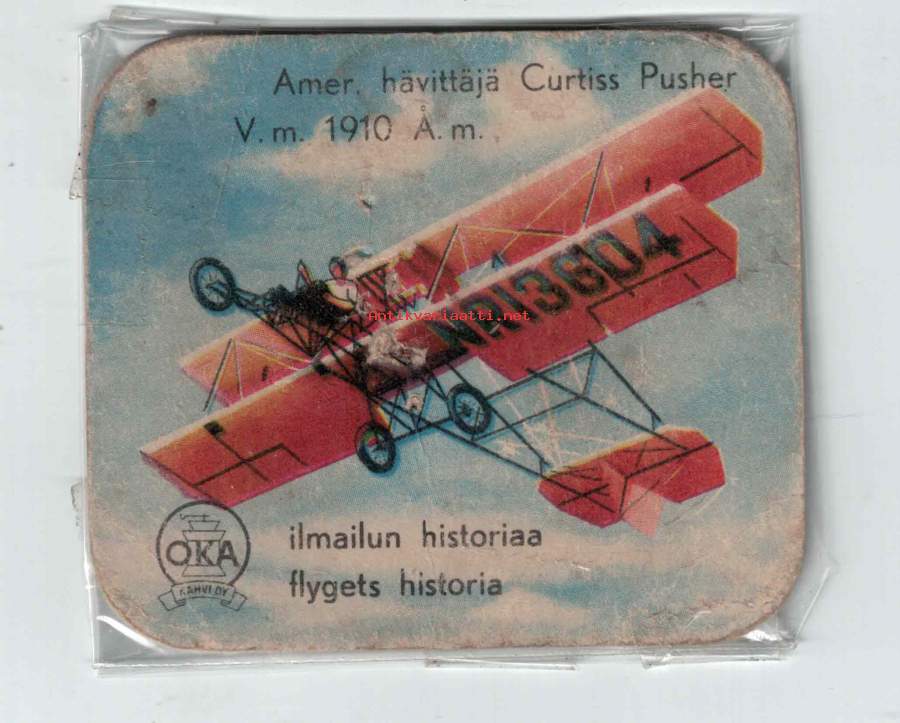 Amer. hävittäjä Curtiss Pusher
V.m. 1910 Å.m.
NR13604
Antikvariaatti.net
OKA
KAHVI OY
ilmailun historiaa
flygets historia